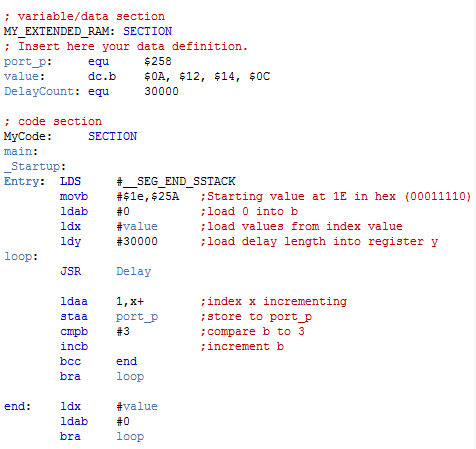 ; variable/data section
MY_EXTENDED_RAM: SECTION
; Insert here your data definition.
port_p: equ $258
value: dc.b $0A, $12, $14, $0C
DelayCount: equ 30000
; code section
MyCode: SECTION
main:
_Startup:
Entry: LDS #__SEG_END_SSTACK
movb #$1e,$25A ;Starting value at 1E in hex (00011110)
ldab #0 ;load 0 into b
ldx #value ;load values from index value
ldy #30000 ;load delay length into register y
loop:
JSR Delay
ldaa 1,x+ ;index x incrementing
staa port_p ;store to port_p
cmpb #3 ;compare b to 3
incb ;increment b
bcc end
bra loop
end: ldx #value
ldab #0
bra loop